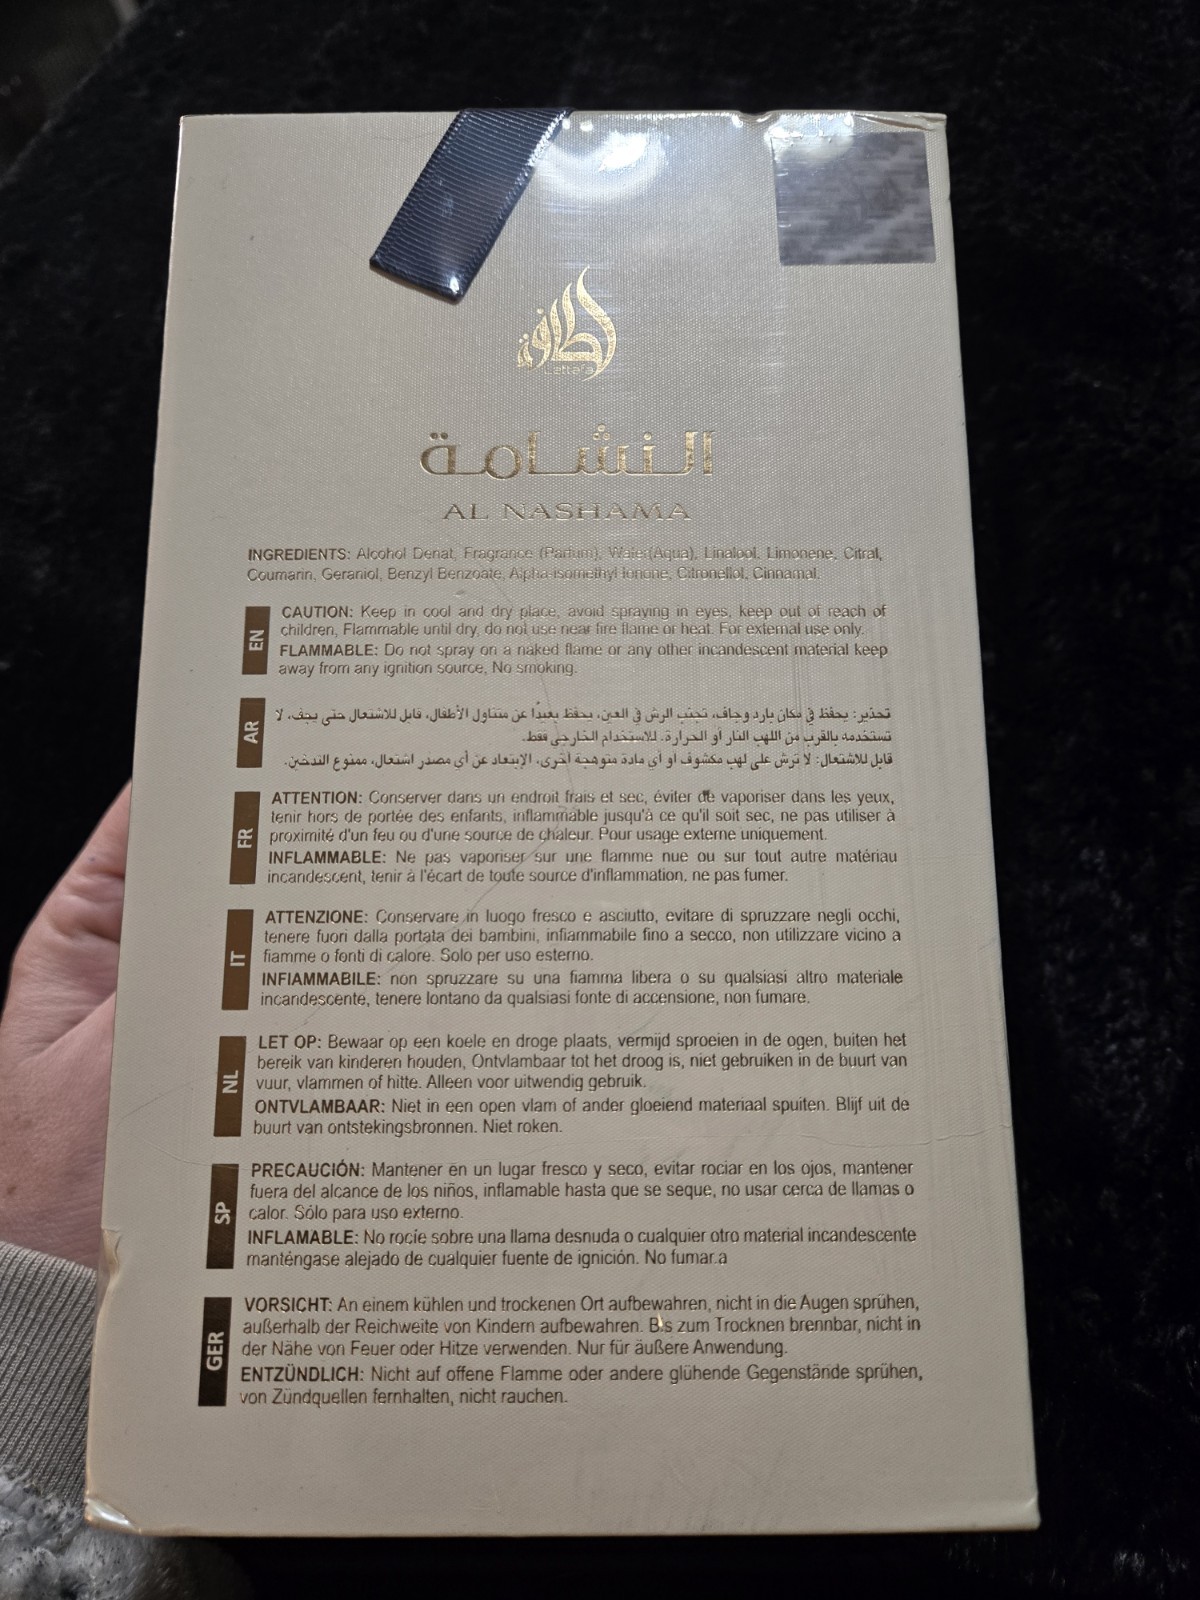 لطافة
Lattafa
النشامة
AL NASHAMA
INGREDIENTS: Alcohol Denat, Fragrance (Parfum), Water(Aqua), Linalool, Limonene, Citral,
Coumarin, Geraniol, Benzyl Benzoate, Alpha-isomethyl Ionone, Citronellol, Cinnamal.
EN
CAUTION: Keep in cool and dry place, avoid spraying in eyes, keep out of reach of
children, Flammable until dry, do not use near fire flame or heat. For external use only.
FLAMMABLE: Do not spray on a naked flame or any other incandescent material keep
away from any ignition source, No smoking.
AR
تحذير: يحفظ في مكان بارد وجاف، تجنب الرش في العين، يحفظ بعيدًا عن متناول الأطفال، قابل للاشتعال حتى يجف، لا
تستخدمه بالقرب من اللهب النار أو الحرارة. للاستخدام الخارجي فقط.
قابل للاشتعال: لا ترش على لهب مكشوف أو أي مادة متوهجة أخرى، الإبتعاد عن أي مصدر اشتعال، ممنوع التدخين.
FR
ATTENTION: Conserver dans un endroit frais et sec, éviter de vaporiser dans les yeux,
tenir hors de portée des enfants, inflammable jusqu'à ce qu'il soit sec, ne pas utiliser à
proximité d'un feu ou d'une source de chaleur. Pour usage externe uniquement.
INFLAMMABLE: Ne pas vaporiser sur une flamme nue ou sur tout autre matériau
incandescent, tenir à l'écart de toute source d'inflammation, ne pas fumer.
IT
ATTENZIONE: Conservare in luogo fresco e asciutto, evitare di spruzzare negli occhi,
tenere fuori dalla portata dei bambini, infiammabile fino a secco, non utilizzare vicino a
fiamme o fonti di calore. Solo per uso esterno.
INFIAMMABILE: non spruzzare su una fiamma libera o su qualsiasi altro materiale
incandescente, tenere lontano da qualsiasi fonte di accensione, non fumare.
NL
LET OP: Bewaar op een koele en droge plaats, vermijd sproeien in de ogen, buiten het
bereik van kinderen houden, Ontvlambaar tot het droog is, niet gebruiken in de buurt van
vuur, vlammen of hitte. Alleen voor uitwendig gebruik.
ONTVLAMBAAR: Niet in een open vlam of ander gloeiend materiaal spuiten. Blijf uit de
buurt van ontstekingsbronnen. Niet roken.
SP
PRECAUCIÓN: Mantener en un lugar fresco y seco, evitar rociar en los ojos, mantener
fuera del alcance de los niños, inflamable hasta que se seque, no usar cerca de llamas o
calor. Sólo para uso externo.
INFLAMABLE: No rocíe sobre una llama desnuda o cualquier otro material incandescente
manténgase alejado de cualquier fuente de ignición. No fumar.a
GER
VORSICHT: An einem kühlen und trockenen Ort aufbewahren, nicht in die Augen sprühen,
außerhalb der Reichweite von Kindern aufbewahren. Bis zum Trocknen brennbar, nicht in
der Nähe von Feuer oder Hitze verwenden. Nur für äußere Anwendung.
ENTZÜNDLICH: Nicht auf offene Flamme oder andere glühende Gegenstände sprühen,
von Zündquellen fernhalten, nicht rauchen.